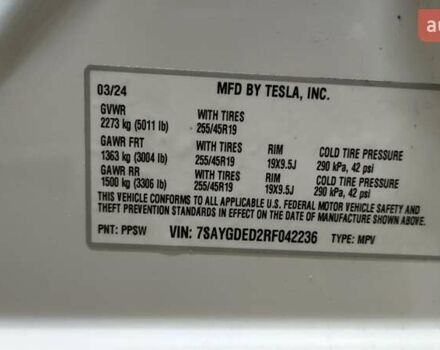 au
03/24 MFD BY TESLA, INC.
GVWR WITH TIRES
2273 kg (5011 lb) 255/45R19
GAWR FRT WITH TIRES RIM COLD TIRE PRESSURE
1363 kg (3004 lb) 255/45R19 19X9.5J 290 kPa, 42 psi
GAWR RR WITH TIRES RIM COLD TIRE PRESSURE
1500 kg (3306 lb) 255/45R19 19X9.5J 290 kPa, 42 psi
THIS VEHICLE CONFORMS TO ALL APPLICABLE U.S. FEDERAL MOTOR VEHICLE SAFETY AND
THEFT PREVENTION STANDARDS IN EFFECT ON THE DATE OF MANUFACTURE SHOWN ABOVE.
PNT: PPSW VIN: 7SAYGDED2RF042236 TYPE: MPV